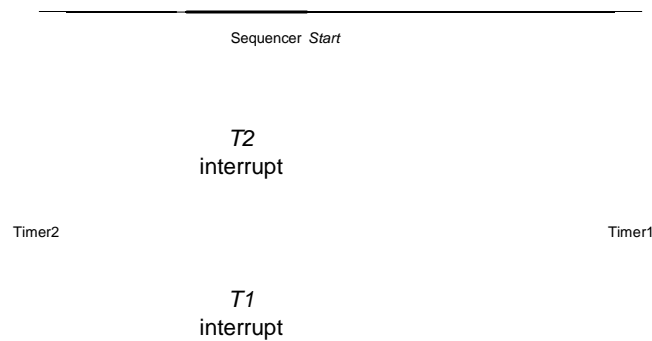 Sequencer Start
T2
interrupt
Timer2
Timer1
T1
interrupt